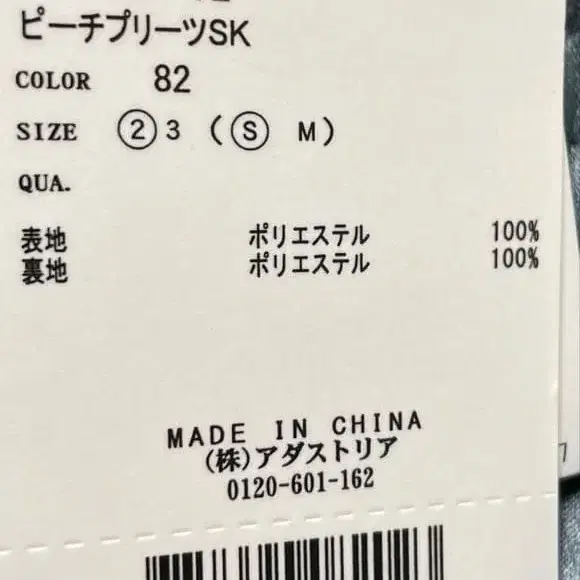 ピーチプリーツSK
COLOR 82
SIZE ②3 (Ⓢ M)
QUA.
表地 ポリエステル 100%
裏地 ポリエステル 100%
MADE IN CHINA
(株)アダストリア
0120-601-162